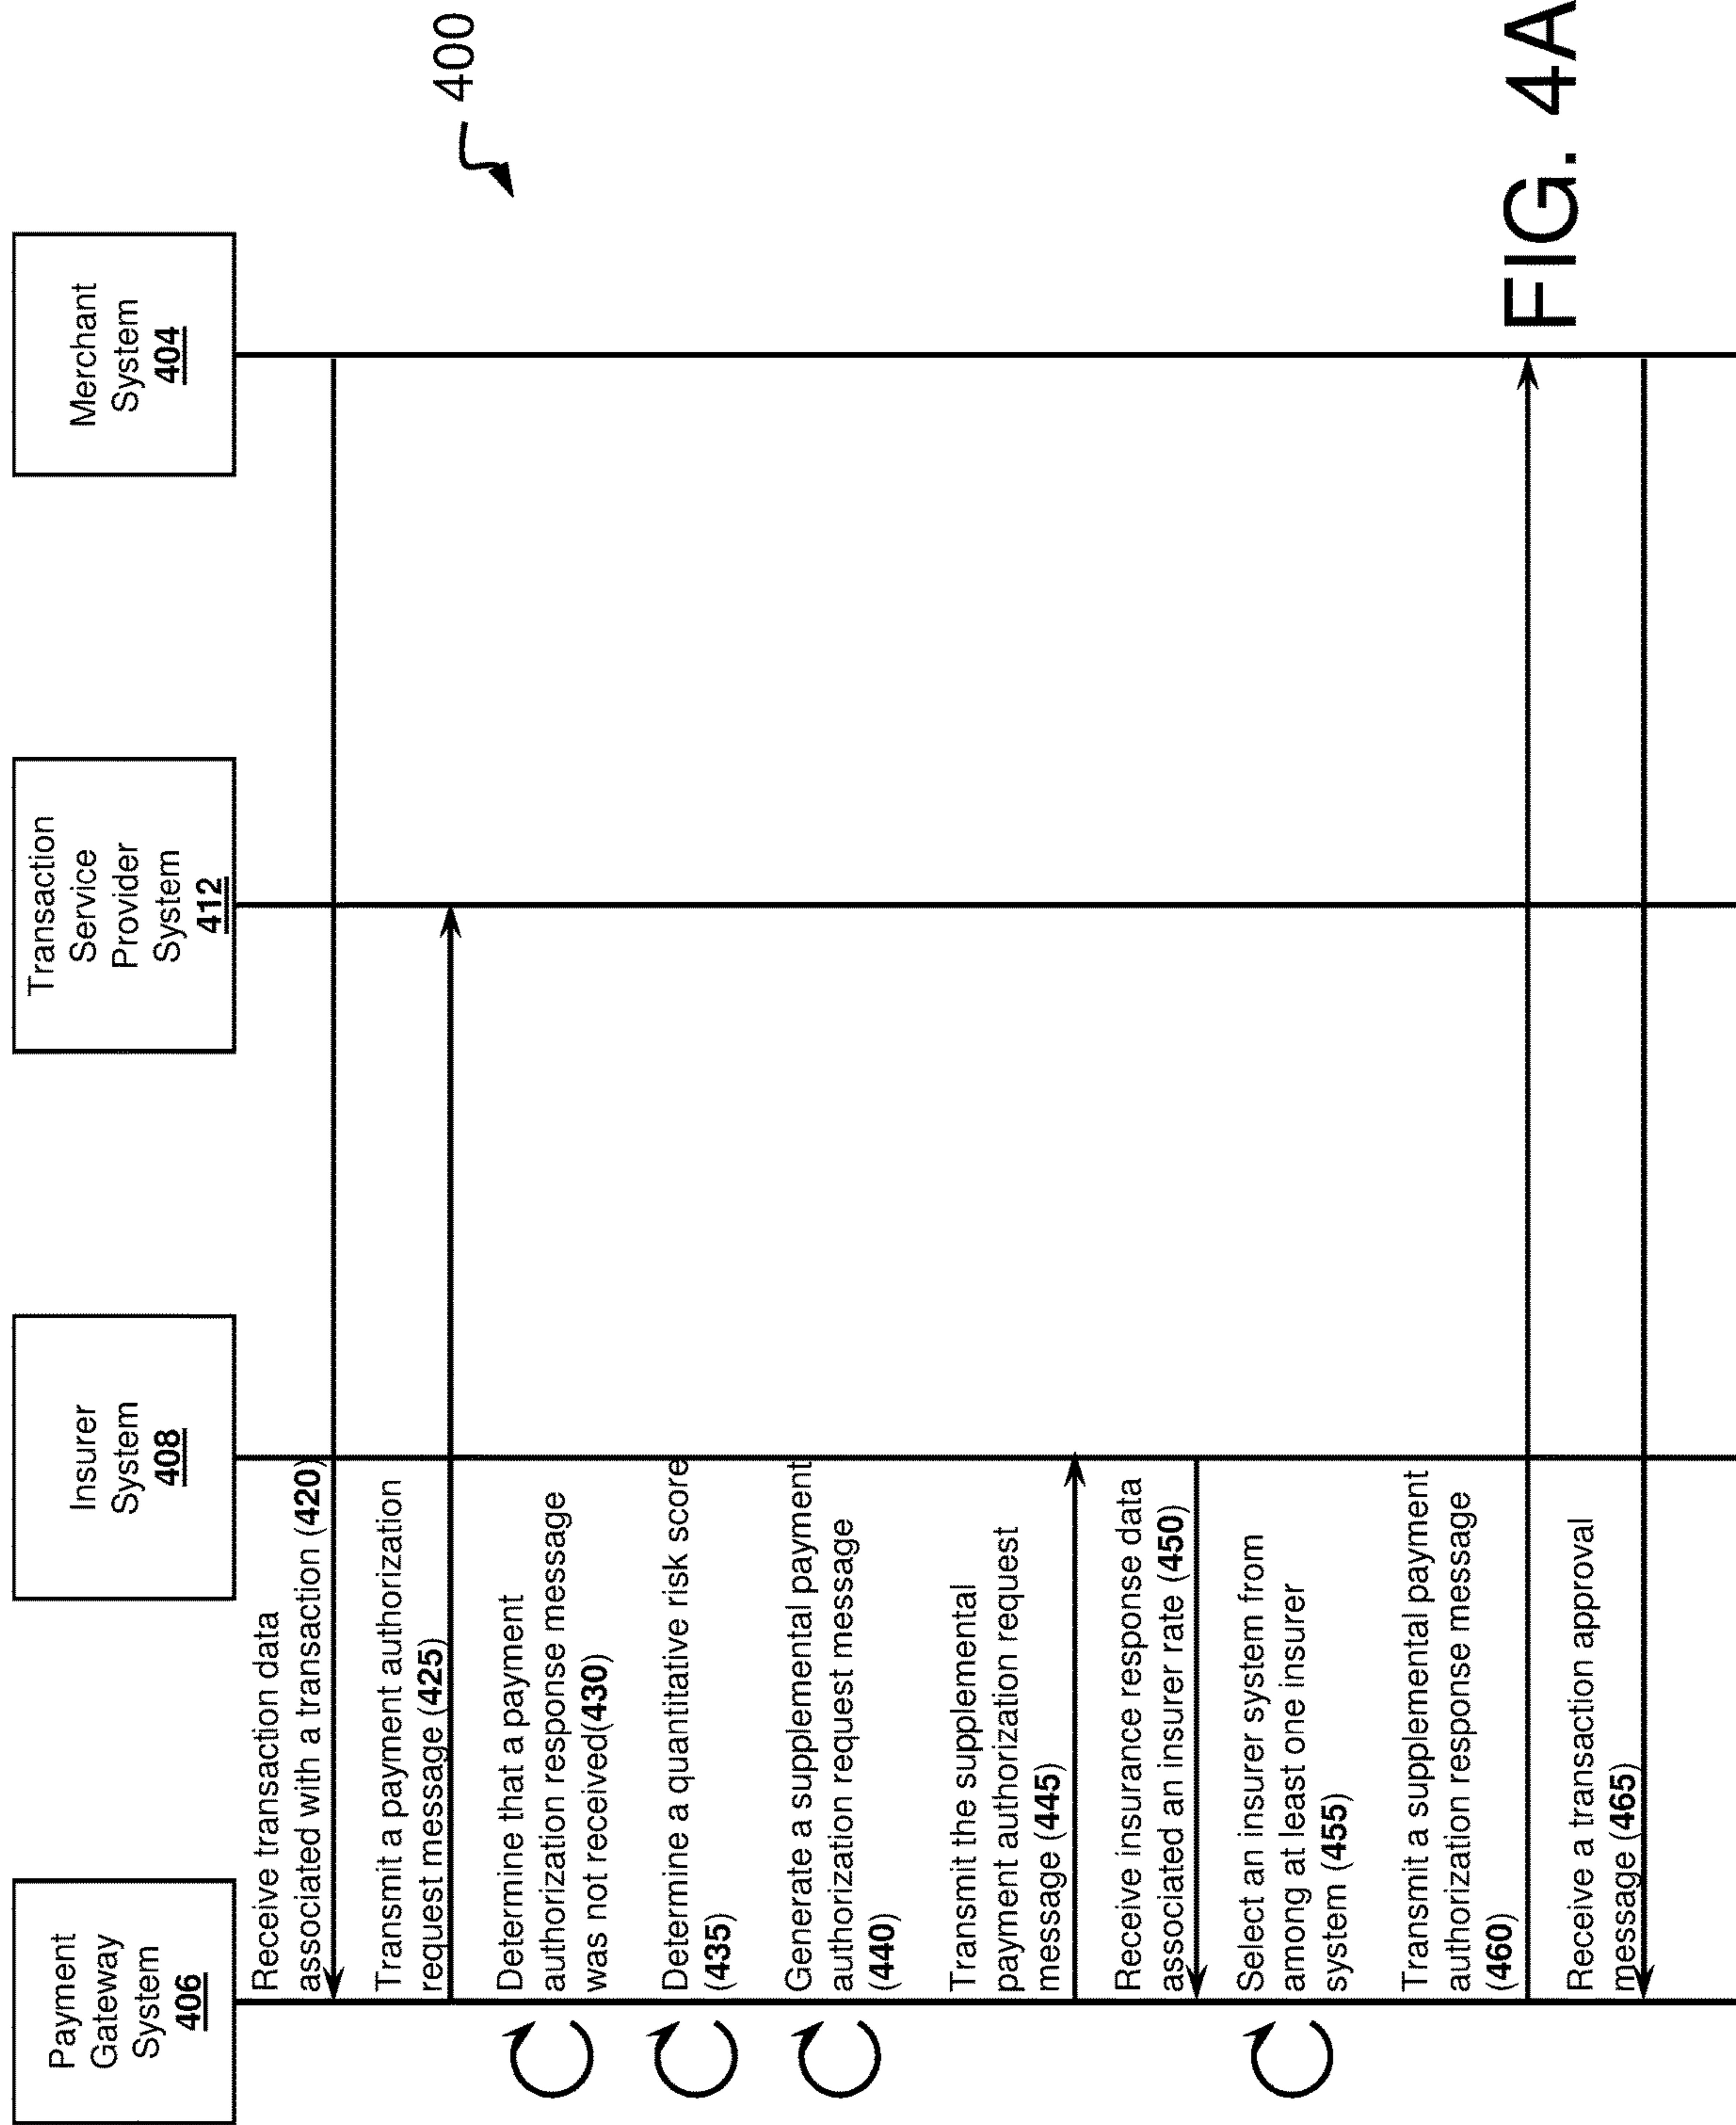 Payment
Gateway
System
406
Insurer
System
408
Transaction
Service
Provider
System
412
Merchant
System
404
400
Receive transaction data
associated with a transaction (420)
Transmit a payment authorization
request message (425)
Determine that a payment
authorization response message
was not received(430)
Determine a quantitative risk score
(435)
Generate a supplemental payment
authorization request message
(440)
Transmit the supplemental
payment authorization request
message (445)
Receive insurance response data
associated an insurer rate (450)
Select an insurer system from
among at least one insurer
system (455)
Transmit a supplemental payment
authorization response message
(460)
Receive a transaction approval
message (465)
FIG. 4A